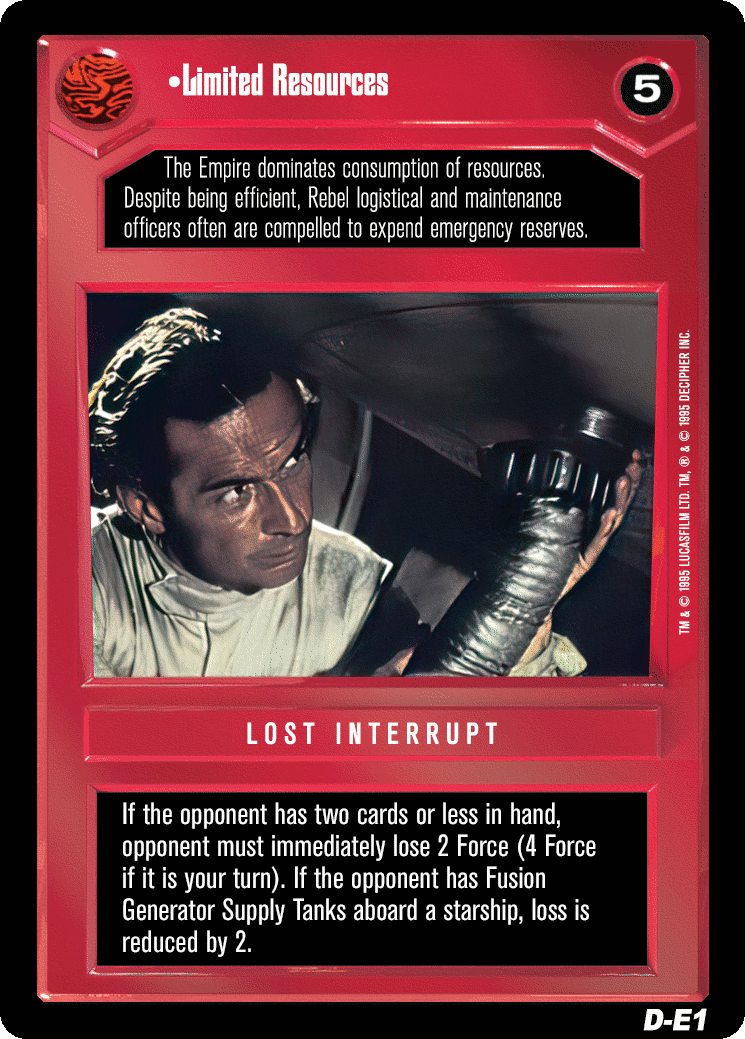 •Limited Resources
5
The Empire dominates consumption of resources.
Despite being efficient, Rebel logistical and maintenance
officers often are compelled to expend emergency reserves.
TM & © 1995 LUCASFILM LTD. TM, ® & © 1995 DECIPHER INC.
LOST INTERRUPT
If the opponent has two cards or less in hand,
opponent must immediately lose 2 Force (4 Force
if it is your turn). If the opponent has Fusion
Generator Supply Tanks aboard a starship, loss is
reduced by 2.
D-E1